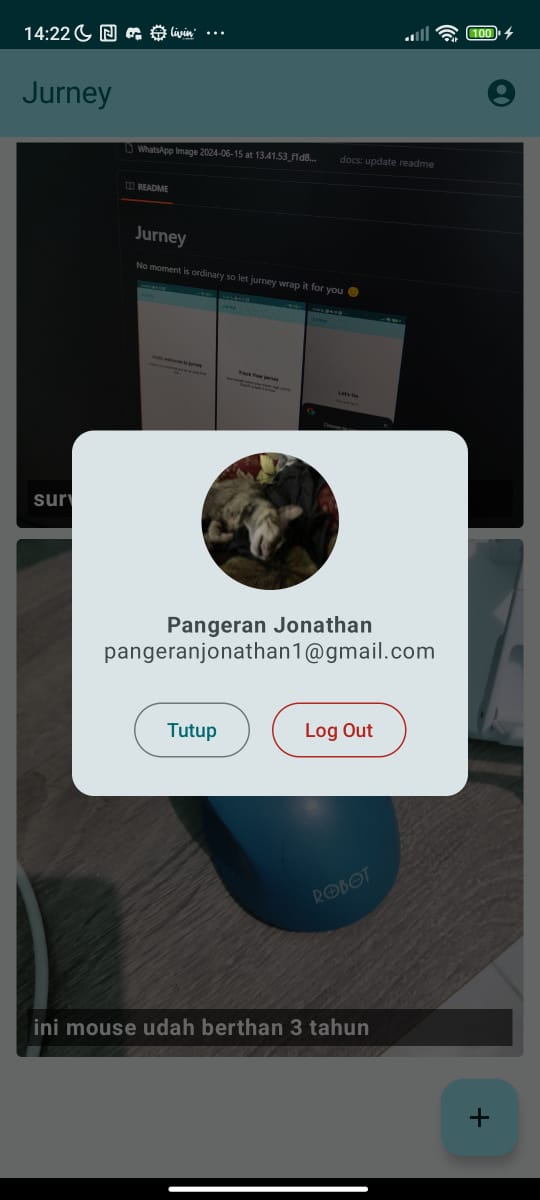 14:22
livin'
100
Jurney
WhatsApp Image 2024-06-15 at 13.41.53_f1d8...
docs: update readme
README
Jurney
No moment is ordinary so let jurney wrap it for you 😊
Let's Go
surv
Pangeran Jonathan
pangeranjonathan1@gmail.com
Tutup
Log Out
ROBOT
ini mouse udah berthan 3 tahun
+